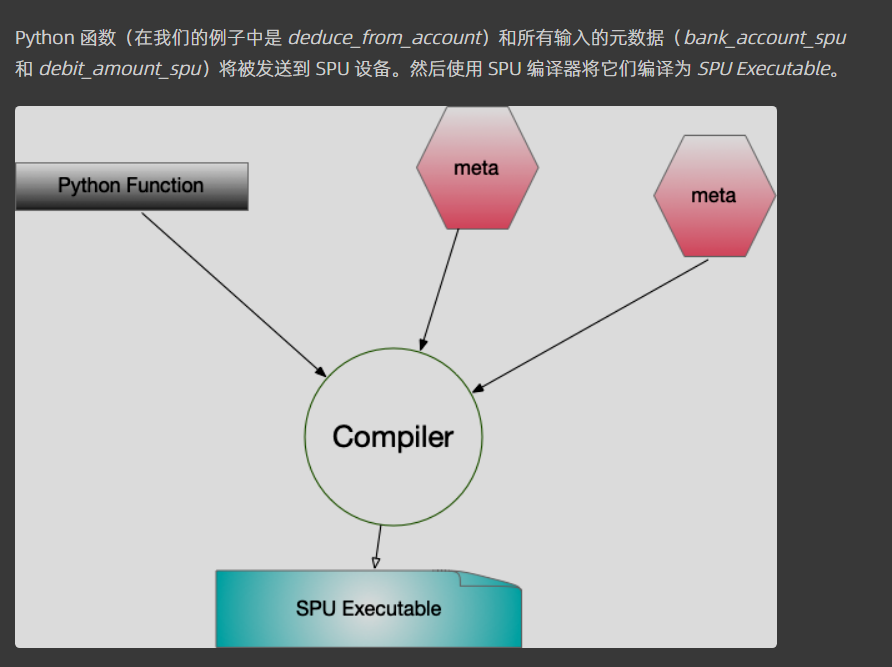 Python 函数（在我们的例子中是 deduce_from_account）和所有输入的元数据（bank_account_spu
和 debit_amount_spu）将被发送到 SPU 设备。然后使用 SPU 编译器将它们编译为 SPU Executable。
meta
Python Function
meta
Compiler
SPU Executable